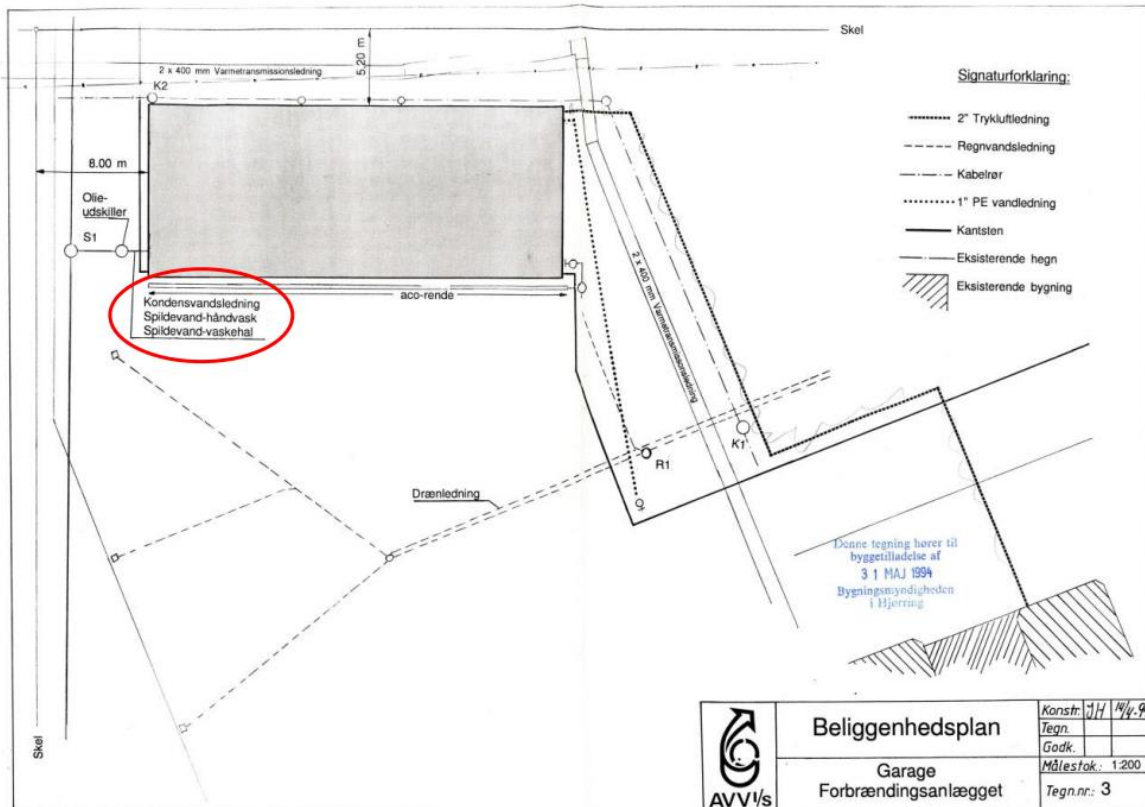 Skel
5.20 m
2 x 400 mm Varmetransmissionsledning
K2
8.00 m
Olie-
udskiller
S1
Kondensvandsledning
Spildevand-håndvask
Spildevand-vaskehal
aco-rende
2 x 400 mm Varmetransmissionsledning
K1
R1
Drænledning
Skel
Signaturforklaring:
2" Trykluftledning
Regnvandsledning
Kabelrør
1" PE vandledning
Kantsten
Eksisterende hegn
Eksisterende bygning
Denne tegning hører til
byggetilladelse af
31 MAJ 1994
Bygningsmyndigheden
i Hjørring
AVV I/s
Beliggenhedsplan
Garage
Forbrændingsanlægget
Konstr. JH
Tegn.
Godk.
Målestok.: 1:200
Tegn.nr.: 3